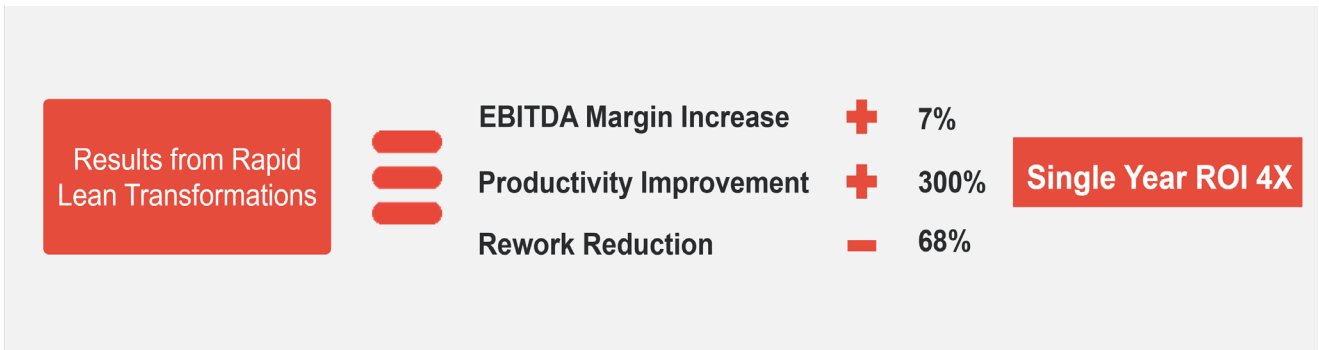 Results from Rapid
Lean Transformations
EBITDA Margin Increase + 7%
Productivity Improvement + 300%
Rework Reduction - 68%
Single Year ROI 4X